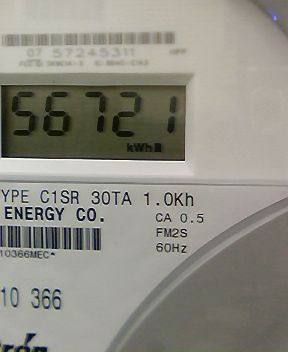 07 57245311
56721
kWh
YPE C1SR 30TA 1.0Kh
ENERGY CO.
CA 0.5
FM2S
60Hz
10366MEC*
10 366
rón